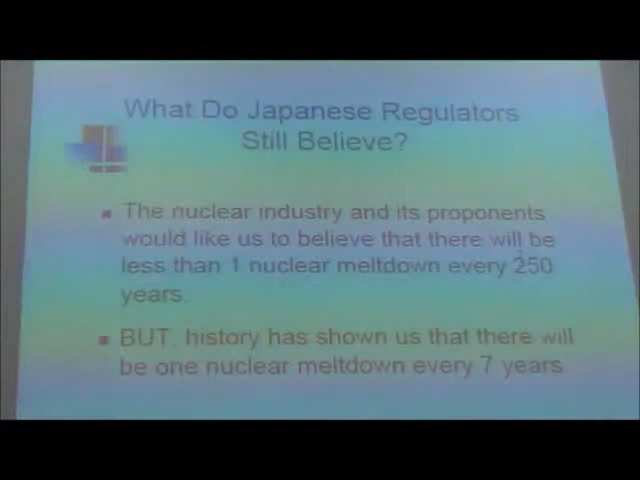 What Do Japanese Regulators
Still Believe?
The nuclear industry and its proponents
would like us to believe that there will be
less than 1 nuclear meltdown every 250
years.
BUT, history has shown us that there will
be one nuclear meltdown every 7 years